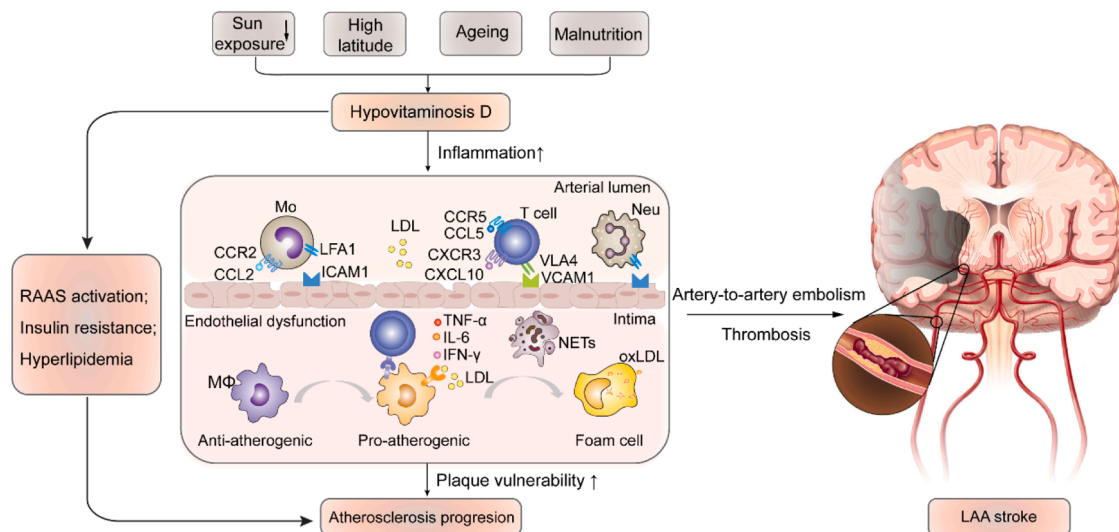 Sun
exposure↓
High
latitude
Ageing
Malnutrition
Hypovitaminosis D
Inflammation↑
Arterial lumen
Mo
LDL
CCR5
CCL5
T cell
Neu
CCR2
CCL2
LFA1
ICAM1
CXCR3
CXCL10
VLA4
VCAM1
RAAS activation;
Insulin resistance;
Hyperlipidemia
Endothelial dysfunction
Intima
TNF-α
IL-6
IFN-γ
LDL
NETs
oxLDL
MΦ
Anti-atherogenic
Pro-atherogenic
Foam cell
Artery-to-artery embolism
Thrombosis
Plaque vulnerability ↑
Atherosclerosis progresion
LAA stroke